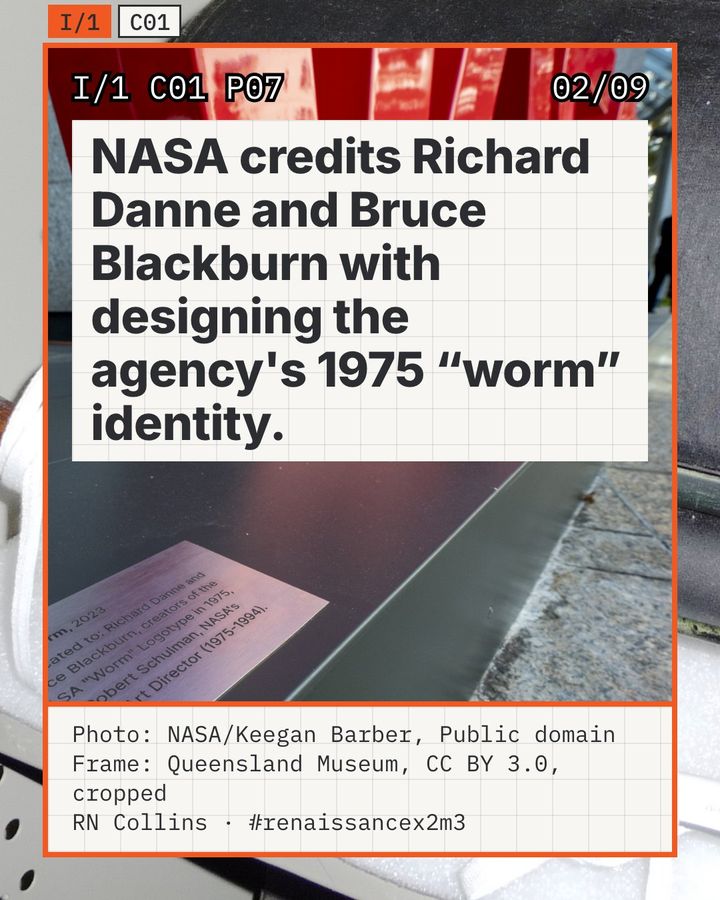 I/1 C01
I/1 C01 P07 02/09
NASA credits Richard
Danne and Bruce
Blackburn with
designing the
agency's 1975 “worm”
identity.
2023
to: Richard Danne and
Blackburn, creators of the
"Worm" Logotype in 1975,
Robert Schulman, NASA's
Art Director (1975-1994).
Photo: NASA/Keegan Barber, Public domain
Frame: Queensland Museum, CC BY 3.0,
cropped
RN Collins · #renaissancex2m3